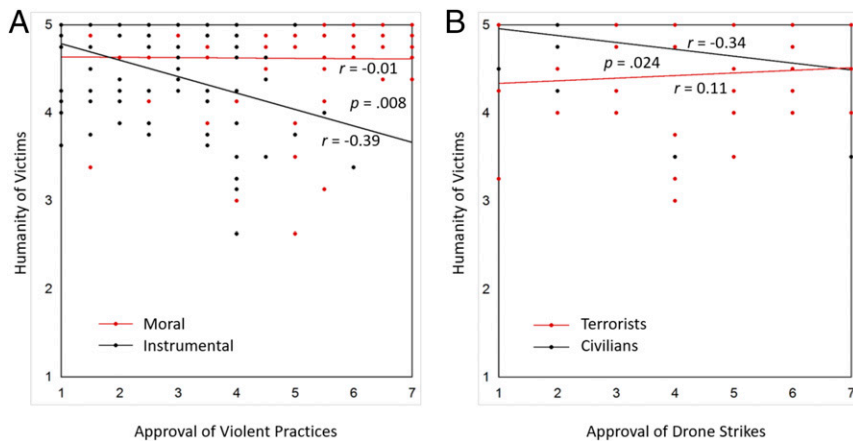 A
5
4
3
2
1
Humanity of Victims
r = -0.01
p = .008
r = -0.39
Moral
Instrumental
1 2 3 4 5 6 7
Approval of Violent Practices
B
5
4
3
2
1
Humanity of Victims
r = -0.34
p = .024
r = 0.11
Terrorists
Civilians
1 2 3 4 5 6 7
Approval of Drone Strikes